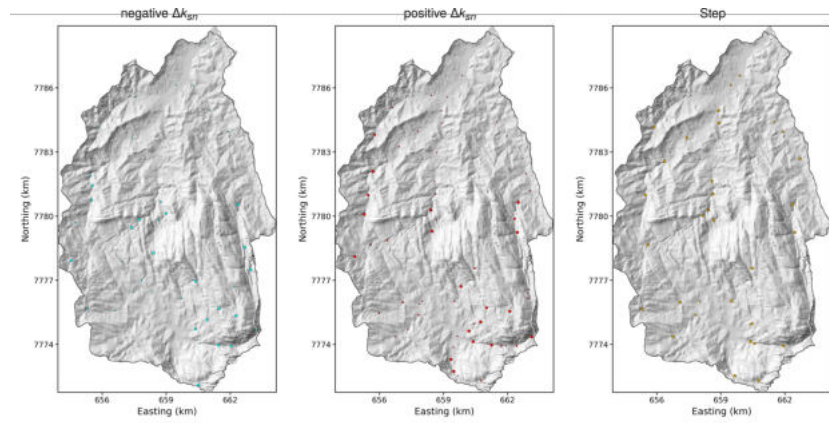 negative Δk_sn
positive Δk_sn
Step
7786
7783
7780
7777
7774
Northing (km)
656 659 662
Easting (km)
7786
7783
7780
7777
7774
Northing (km)
656 659 662
Easting (km)
7786
7783
7780
7777
7774
Northing (km)
656 659 662
Easting (km)